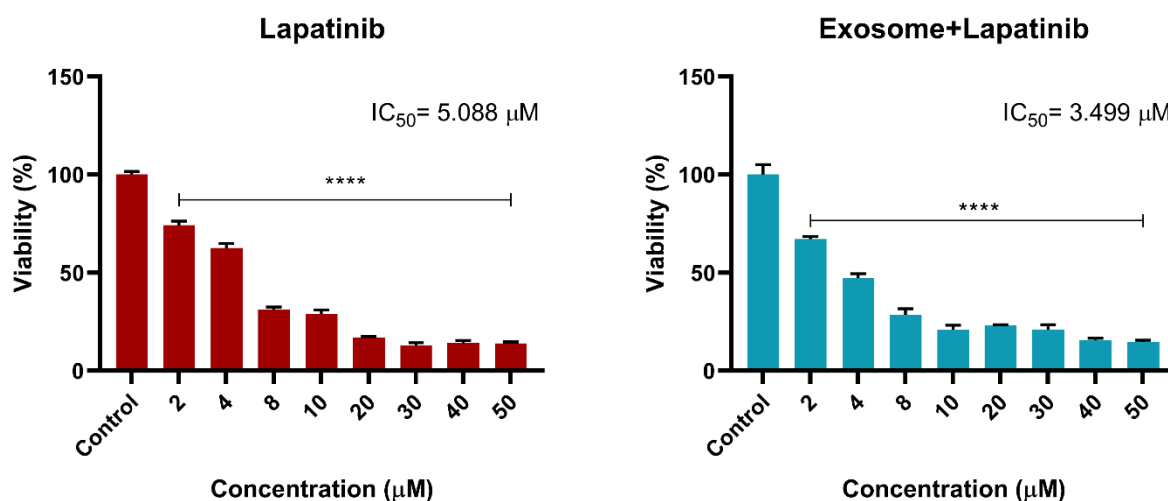 Lapatinib
IC50= 5.088 μM
****
Viability (%)
150
100
50
0
Control
2
4
8
10
20
30
40
50
Concentration (μM)
Exosome+Lapatinib
IC50= 3.499 μM
****
Viability (%)
150
100
50
0
Control
2
4
8
10
20
30
40
50
Concentration (μM)